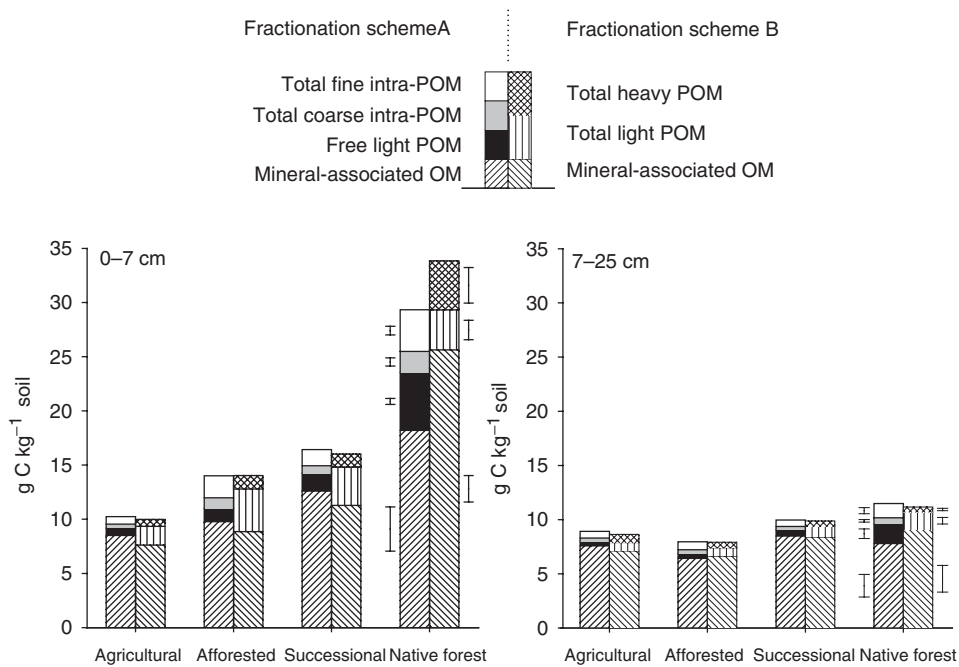 Fractionation schemeA
Fractionation scheme B
Total fine intra-POM
Total coarse intra-POM
Free light POM
Mineral-associated OM
Total heavy POM
Total light POM
Mineral-associated OM
0–7 cm
g C kg⁻¹ soil
35
30
25
20
15
10
5
0
Agricultural Afforested Successional Native forest
7–25 cm
g C kg⁻¹ soil
35
30
25
20
15
10
5
0
Agricultural Afforested Successional Native forest